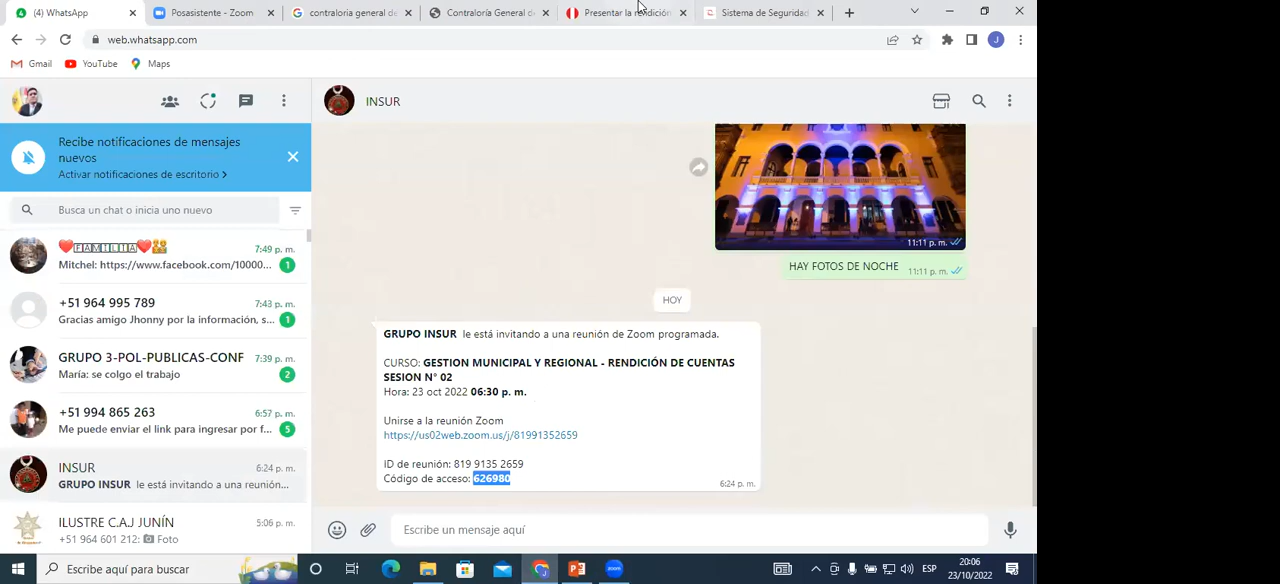 (4) WhatsApp
Posasistente - Zoom
contraloria general de
Contraloría General de
Presentar la rendición
Sistema de Seguridad
web.whatsapp.com
J
Gmail
YouTube
Maps
INSUR
Recibe notificaciones de mensajes
nuevos
Activar notificaciones de escritorio >
Busca un chat o inicia uno nuevo
11:11 p. m.
HAY FOTOS DE NOCHE
11:11 p. m.
HOY
FAMILIA
7:49 p. m.
Mitchel: https://www.facebook.com/10000...
1
+51 964 995 789
7:43 p. m.
Gracias amigo Jhonny por la información, s...
1
GRUPO 3-POL-PUBLICAS-CONF
7:39 p. m.
María: se colgo el trabajo
2
+51 994 865 263
6:57 p. m.
Me puede enviar el link para ingresar por f...
5
INSUR
6:24 p. m.
GRUPO INSUR le está invitando a una reunión...
ILUSTRE C.A.J JUNÍN
5:06 p. m.
+51 964 601 212: Foto
GRUPO INSUR le está invitando a una reunión de Zoom programada.
CURSO: GESTION MUNICIPAL Y REGIONAL - RENDICIÓN DE CUENTAS
SESION N° 02
Hora: 23 oct 2022 06:30 p. m.
Unirse a la reunión Zoom
https://us02web.zoom.us/j/81991352659
ID de reunión: 819 9135 2659
Código de acceso: 626980
6:24 p. m.
Escribe un mensaje aquí
Escribe aquí para buscar
zoom
ESP
20:06
23/10/2022